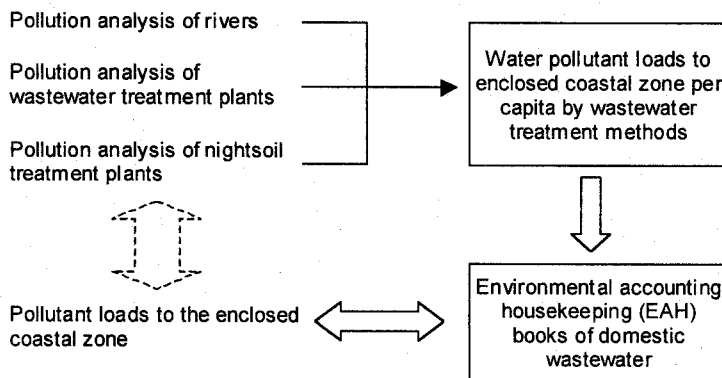 Pollution analysis of rivers
Pollution analysis of
wastewater treatment plants
Pollution analysis of nightsoil
treatment plants
Water pollutant loads to
enclosed coastal zone per
capita by wastewater
treatment methods
Pollutant loads to the enclosed
coastal zone
Environmental accounting
housekeeping (EAH)
books of domestic
wastewater